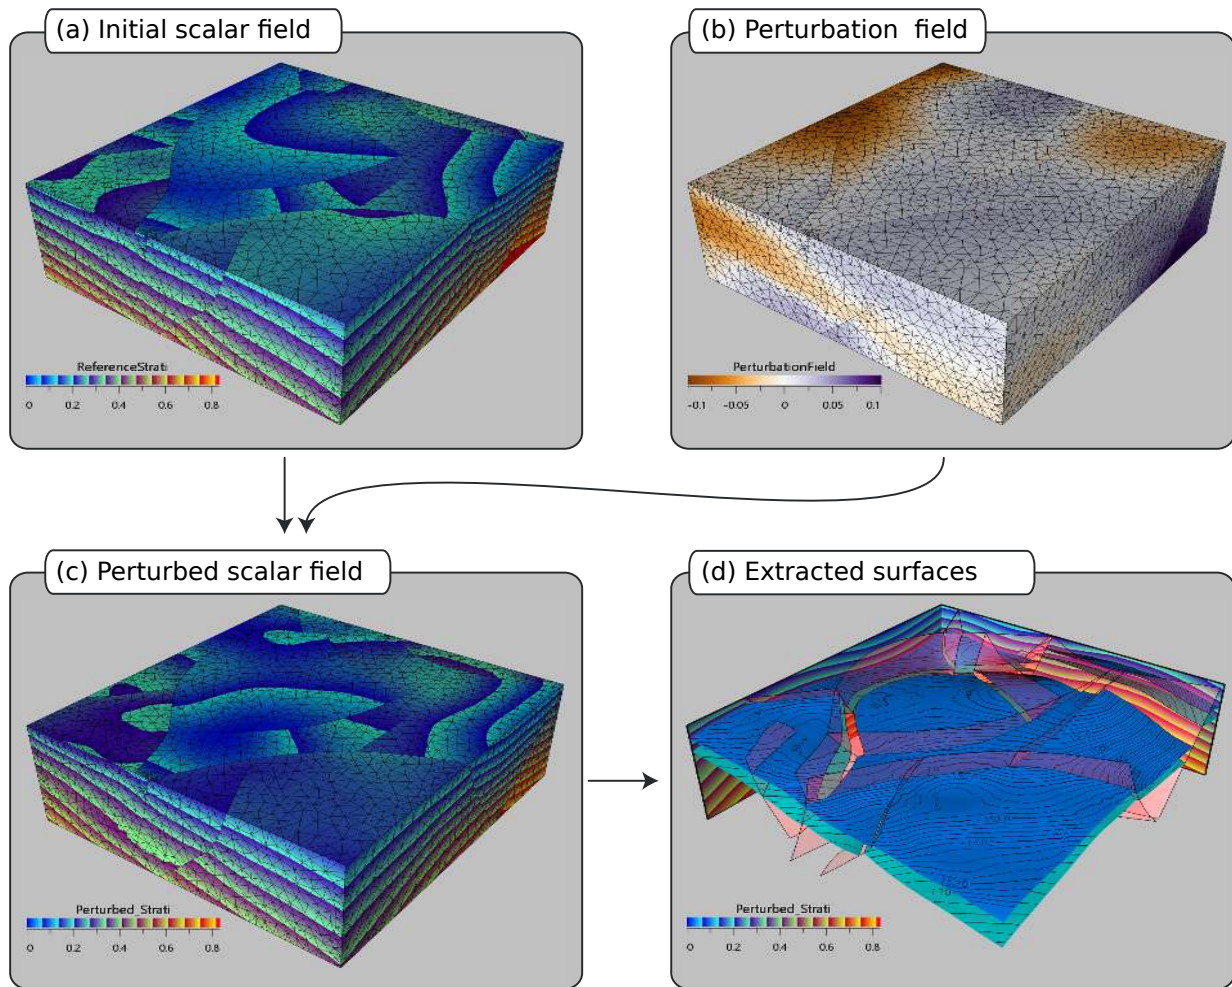 (a) Initial scalar field
(b) Perturbation field
ReferenceStrati
0 0.2 0.4 0.6 0.8
PerturbationField
-0.1 -0.05 0 0.05 0.1
(c) Perturbed scalar field
(d) Extracted surfaces
Perturbed_Strati
0 0.2 0.4 0.6 0.8
Perturbed_Strati
0 0.2 0.4 0.6 0.8